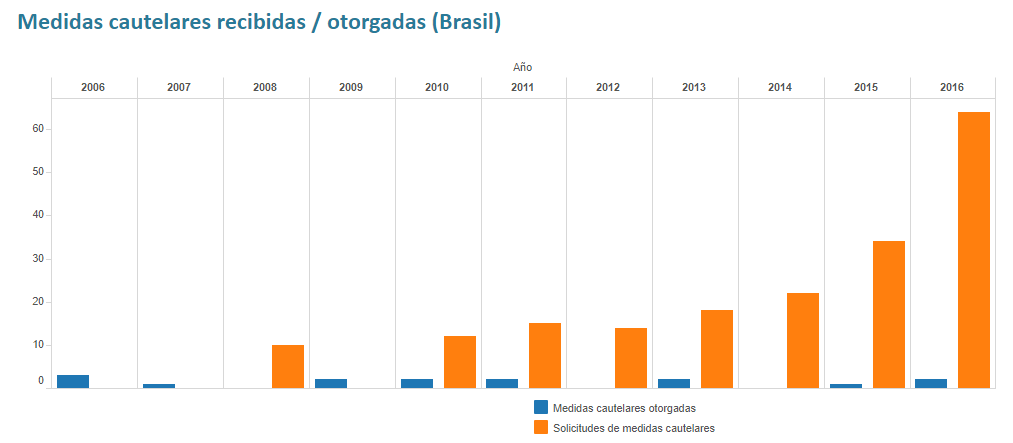 Medidas cautelares recibidas / otorgadas (Brasil)
Año
2006 2007 2008 2009 2010 2011 2012 2013 2014 2015 2016
60
50
40
30
20
10
0
Medidas cautelares otorgadas
Solicitudes de medidas cautelares